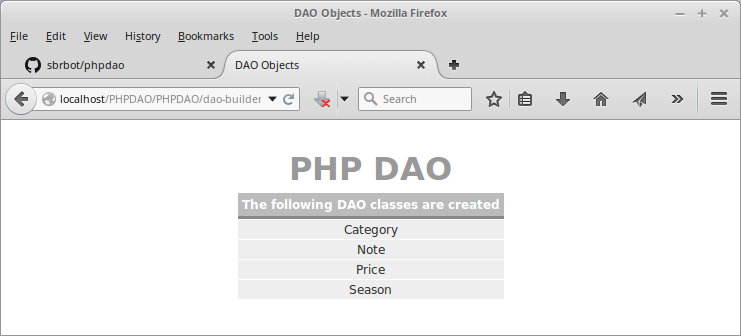 DAO Objects - Mozilla Firefox
File Edit View History Bookmarks Tools Help
sbrbot/phpdao
DAO Objects
localhost/PHPDAO/PHPDAO/dao-builder
Search
PHP DAO
The following DAO classes are created
Category
Note
Price
Season